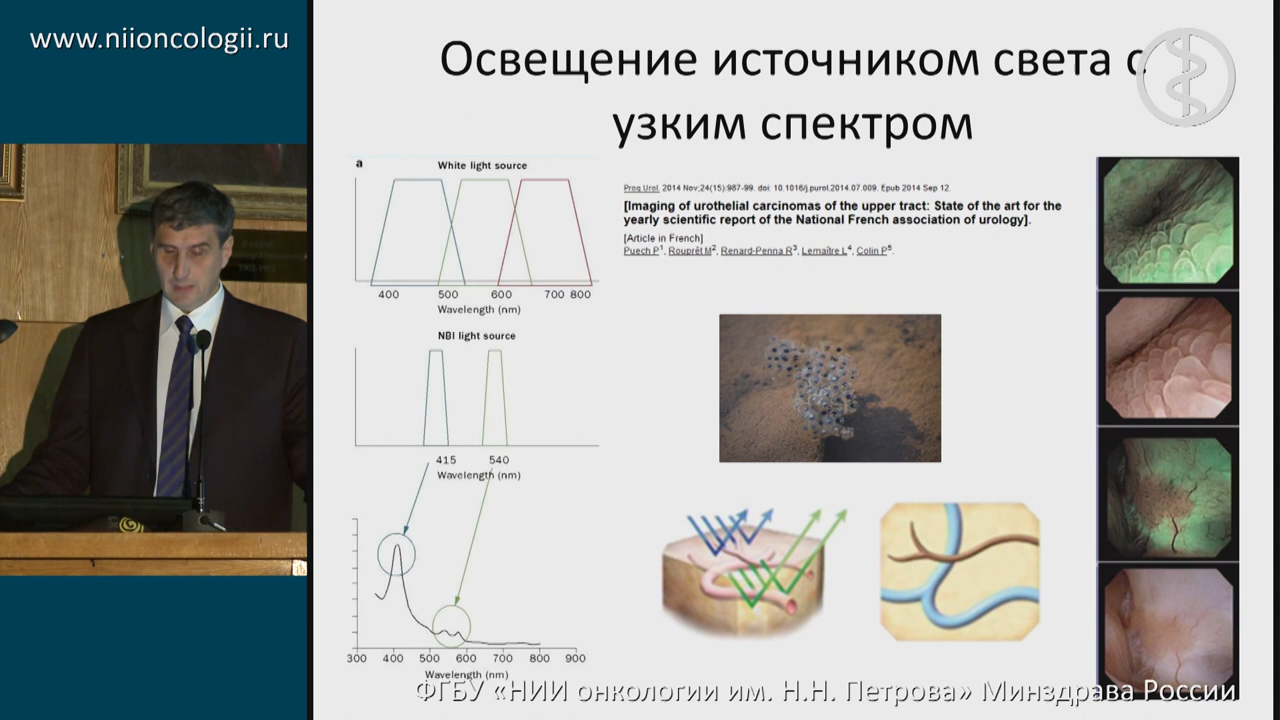 www.niioncologii.ru
Освещение источником света с
узким спектром
a
White light source
400 500 600 700 800
Wavelength (nm)
NBI light source
415 540
Wavelength (nm)
300 400 500 600 700 800 900
Wavelength (nm)
Prog Urol. 2014 Nov;24(15):987-99. doi: 10.1016/j.purol.2014.07.009. Epub 2014 Sep 12.
[Imaging of urothelial carcinomas of the upper tract: State of the art for the
yearly scientific report of the National French association of urology].
[Article in French]
Puech P1, Rouprêt M2, Renard-Penna R3, Lemaître L4, Colin P5.
ФГБУ «НИИ онкологии им. Н.Н. Петрова» Минздрава России